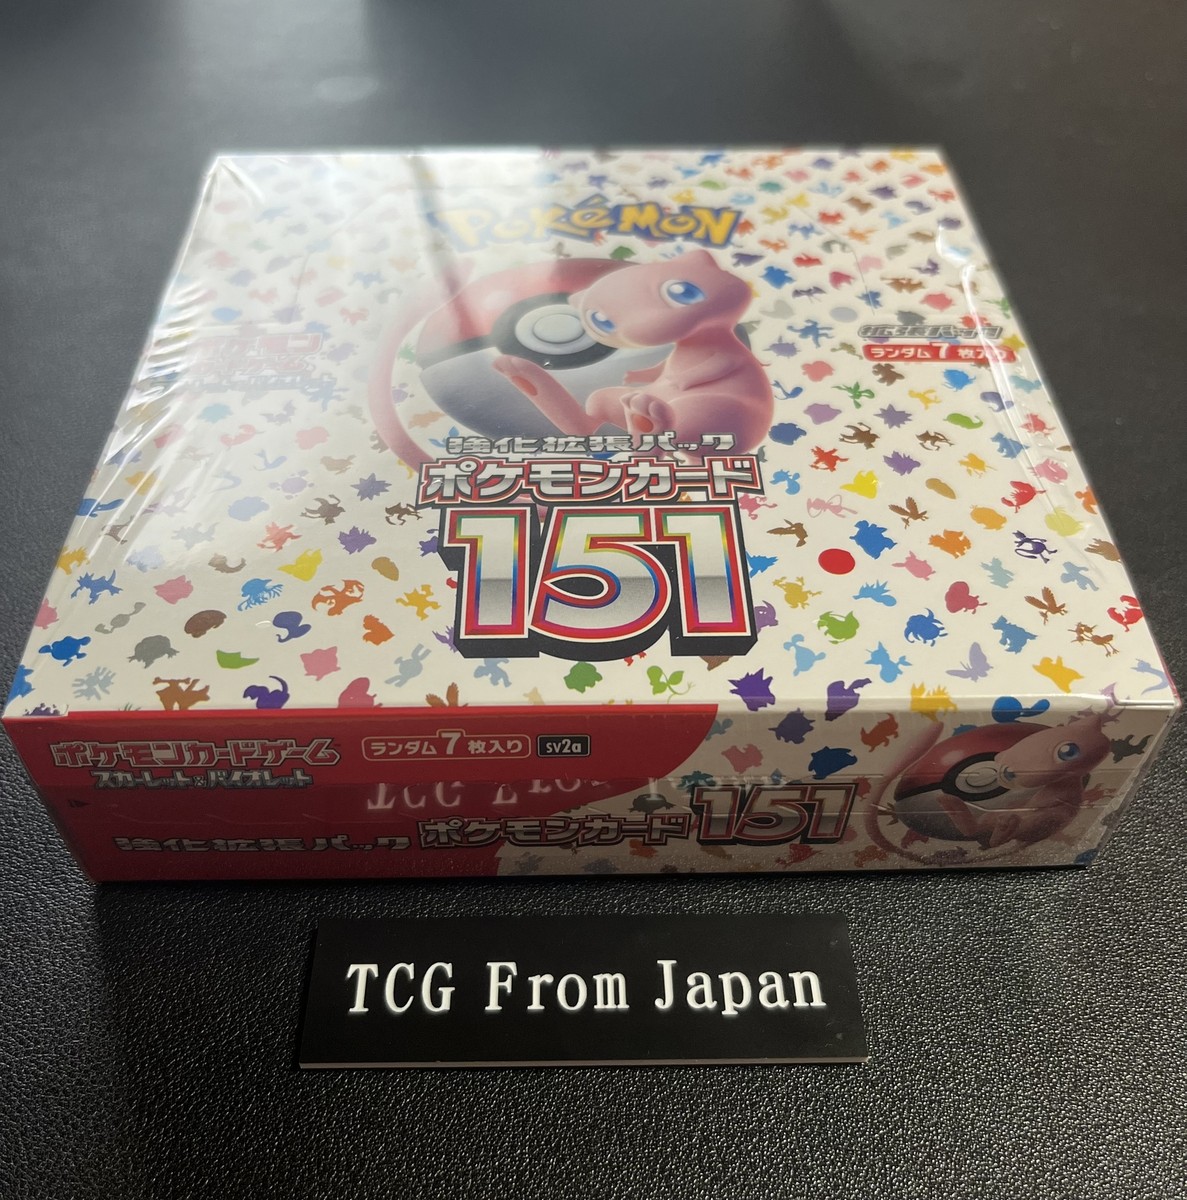 POKÉMON
拡張パック
ランダム7枚入り
強化拡張パック
ポケモンカード
151
ポケモンカードゲーム
スカーレット&バイオレット
ランダム7枚入り
SV2a
強化拡張パック ポケモンカード 151
TCG From Japan